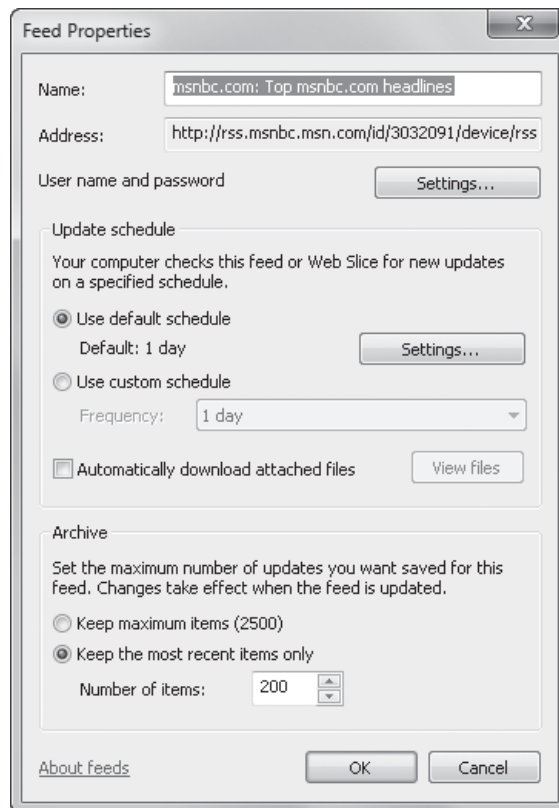 Feed Properties
Name: msnbc.com: Top msnbc.com headlines
Address: http://rss.msnbc.msn.com/id/3032091/device/rss
User name and password Settings...
Update schedule
Your computer checks this feed or Web Slice for new updates
on a specified schedule.
Use default schedule
Default: 1 day Settings...
Use custom schedule
Frequency: 1 day
Automatically download attached files View files
Archive
Set the maximum number of updates you want saved for this
feed. Changes take effect when the feed is updated.
Keep maximum items (2500)
Keep the most recent items only
Number of items: 200
About feeds OK Cancel